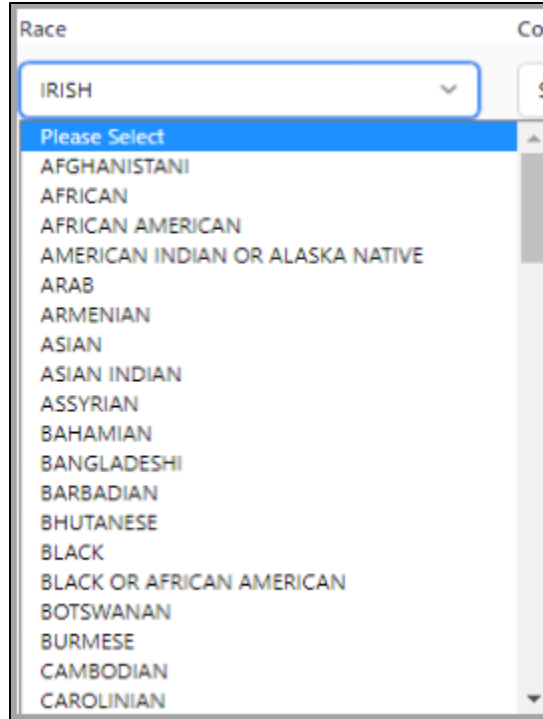 Race Co
IRISH
Please Select
AFGHANISTANI
AFRICAN
AFRICAN AMERICAN
AMERICAN INDIAN OR ALASKA NATIVE
ARAB
ARMENIAN
ASIAN
ASIAN INDIAN
ASSYRIAN
BAHAMIAN
BANGLADESHI
BARBADIAN
BHUTANESE
BLACK
BLACK OR AFRICAN AMERICAN
BOTSWANAN
BURMESE
CAMBODIAN
CAROLINIAN